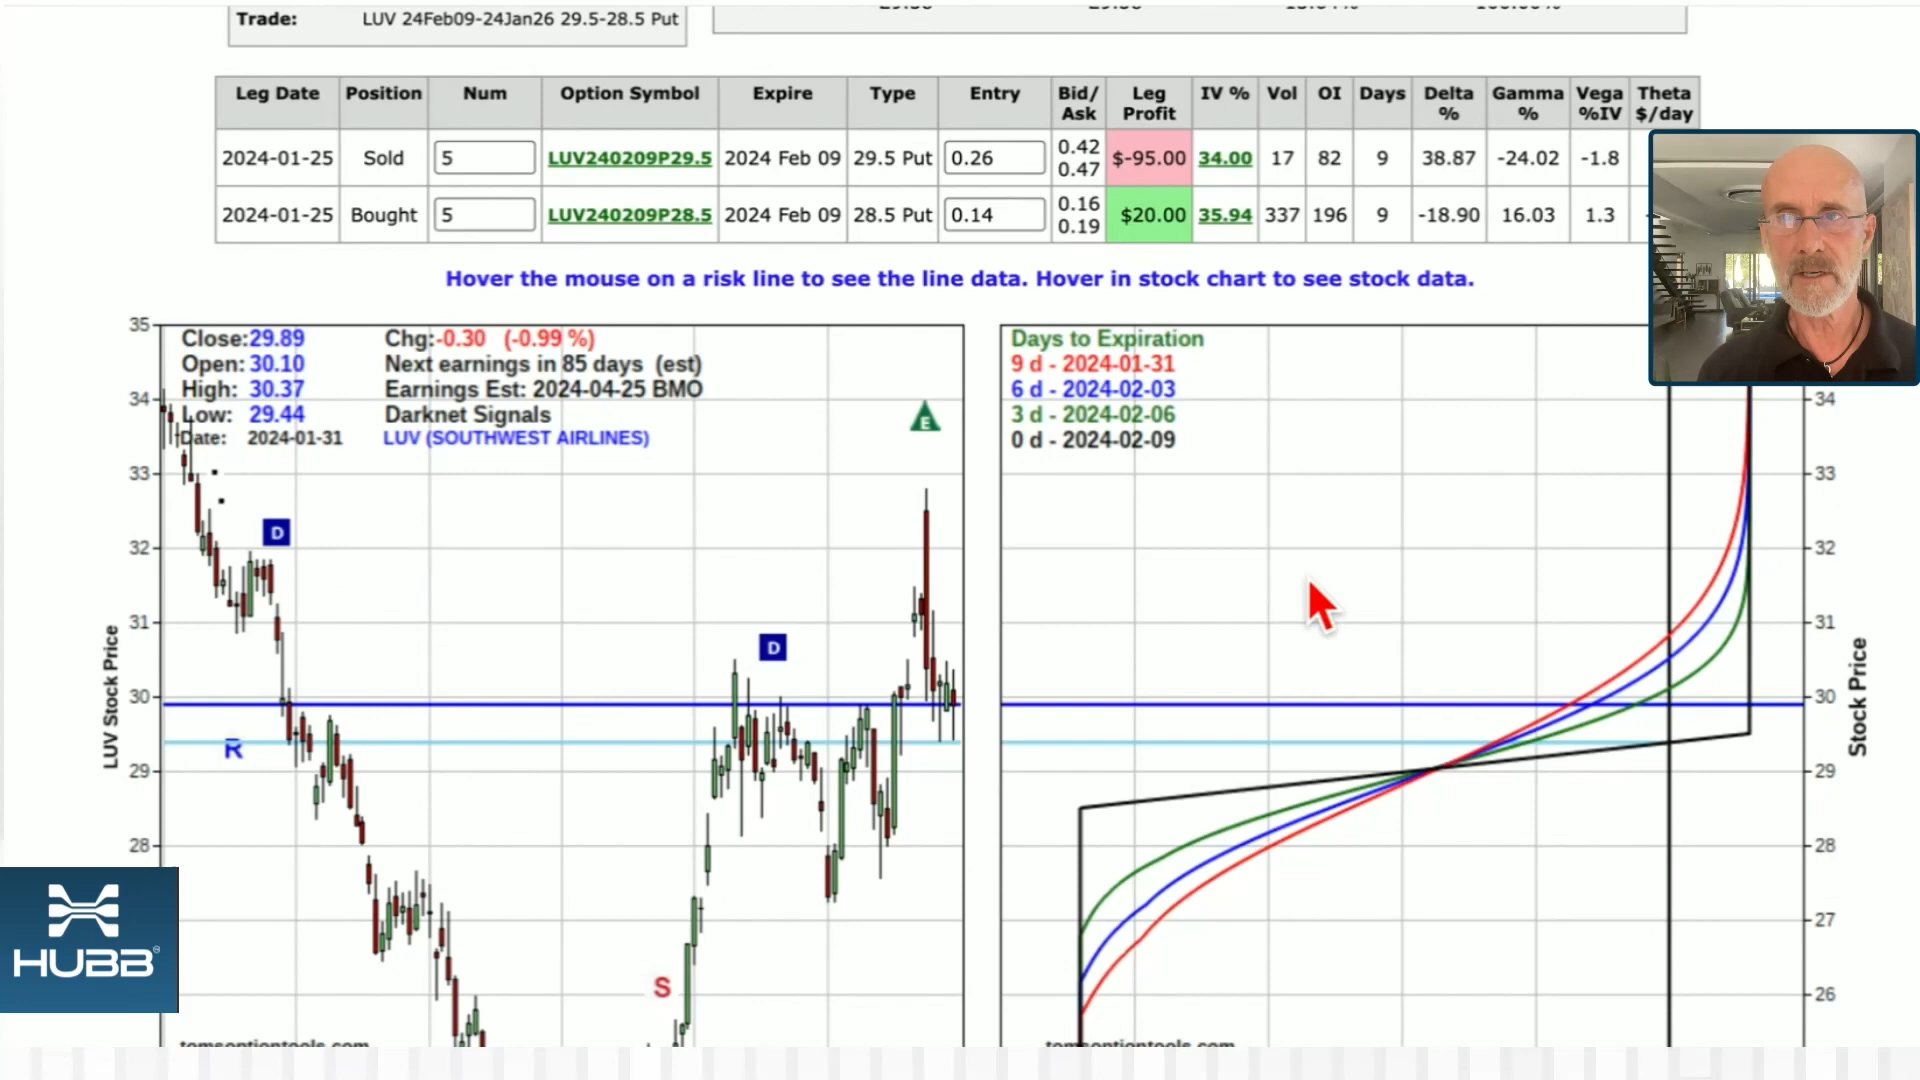 Trade: LUV 24Feb09-24Jan26 29.5-28.5 Put
Leg Date Position Num Option Symbol Expire Type Entry Bid/ Ask Leg Profit IV % Vol OI Days Delta % Gamma % Vega %IV Theta $/day
2024-01-25 Sold 5 LUV240209P29.5 2024 Feb 09 29.5 Put 0.26 0.42 0.47 $-95.00 34.00 17 82 9 38.87 -24.02 -1.8
2024-01-25 Bought 5 LUV240209P28.5 2024 Feb 09 28.5 Put 0.14 0.16 0.19 $20.00 35.94 337 196 9 -18.90 16.03 1.3
Hover the mouse on a risk line to see the line data. Hover in stock chart to see stock data.
Close:29.89 Chg:-0.30 (-0.99 %)
Open: 30.10 Next earnings in 85 days (est)
High: 30.37 Earnings Est: 2024-04-25 BMO
Low: 29.44 Darknet Signals
Date: 2024-01-31 LUV (SOUTHWEST AIRLINES)
35
34
33
32
31
30
29
28
LUV Stock Price
D
R
D
E
S
Days to Expiration
9 d - 2024-01-31
6 d - 2024-02-03
3 d - 2024-02-06
0 d - 2024-02-09
34
33
32
31
30
29
28
27
26
Stock Price
HUBB
tomsoptiontools.com
tomsoptiontools.com